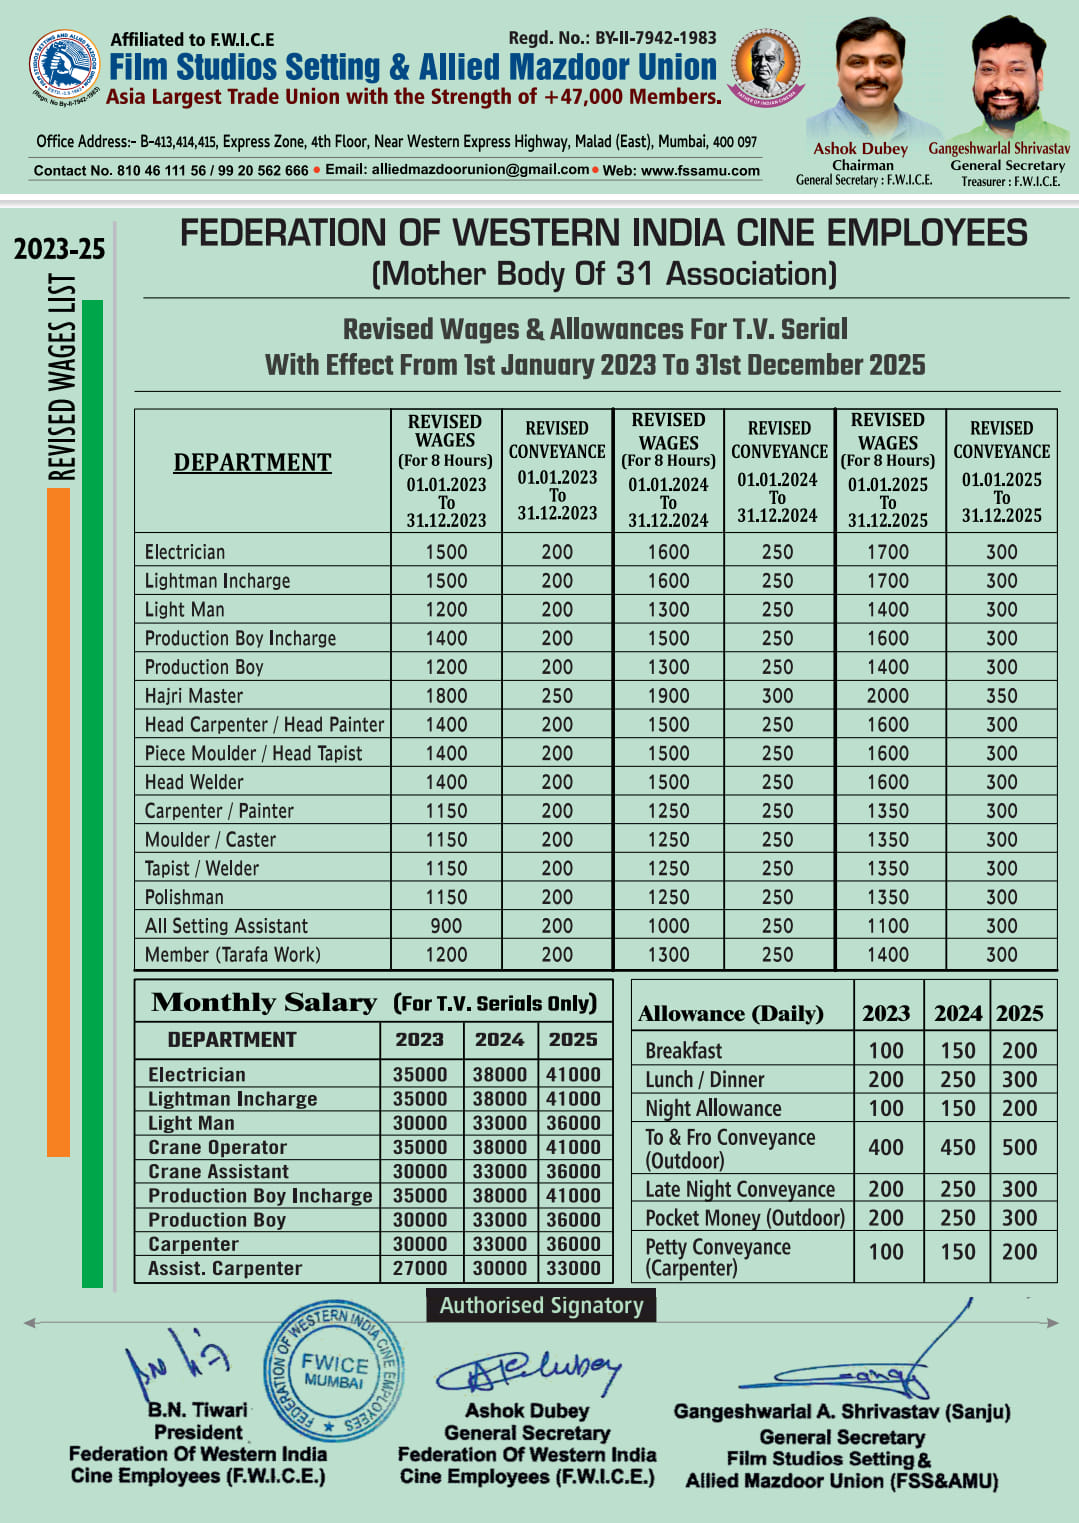 Affiliated to F.W.I.C.E
Regd. No.: BY-II-7942-1983
Film Studios Setting & Allied Mazdoor Union
Asia Largest Trade Union with the Strength of +47,000 Members.
(Regn. No By-II-7942-1983)
FATHER OF INDIAN CINEMA
Office Address:- B-413,414,415, Express Zone, 4th Floor, Near Western Express Highway, Malad (East), Mumbai, 400 097
Contact No. 810 46 111 56 / 99 20 562 666 • Email: alliedmazdoorunion@gmail.com • Web: www.fssamu.com
Ashok Dubey
Chairman
General Secretary : F.W.I.C.E.
Gangeshwarlal Shrivastav
General Secretary
Treasurer : F.W.I.C.E.
2023-25
REVISED WAGES LIST
FEDERATION OF WESTERN INDIA CINE EMPLOYEES
(Mother Body Of 31 Association)
Revised Wages & Allowances For T.V. Serial
With Effect From 1st January 2023 To 31st December 2025
DEPARTMENT
REVISED WAGES (For 8 Hours) 01.01.2023 To 31.12.2023
REVISED CONVEYANCE 01.01.2023 To 31.12.2023
REVISED WAGES (For 8 Hours) 01.01.2024 To 31.12.2024
REVISED CONVEYANCE 01.01.2024 To 31.12.2024
REVISED WAGES (For 8 Hours) 01.01.2025 To 31.12.2025
REVISED CONVEYANCE 01.01.2025 To 31.12.2025
Electrician 1500 200 1600 250 1700 300
Lightman Incharge 1500 200 1600 250 1700 300
Light Man 1200 200 1300 250 1400 300
Production Boy Incharge 1400 200 1500 250 1600 300
Production Boy 1200 200 1300 250 1400 300
Hajri Master 1800 250 1900 300 2000 350
Head Carpenter / Head Painter 1400 200 1500 250 1600 300
Piece Moulder / Head Tapist 1400 200 1500 250 1600 300
Head Welder 1400 200 1500 250 1600 300
Carpenter / Painter 1150 200 1250 250 1350 300
Moulder / Caster 1150 200 1250 250 1350 300
Tapist / Welder 1150 200 1250 250 1350 300
Polishman 1150 200 1250 250 1350 300
All Setting Assistant 900 200 1000 250 1100 300
Member (Tarafa Work) 1200 200 1300 250 1400 300
Monthly Salary (For T.V. Serials Only)
DEPARTMENT 2023 2024 2025
Electrician 35000 38000 41000
Lightman Incharge 35000 38000 41000
Light Man 30000 33000 36000
Crane Operator 35000 38000 41000
Crane Assistant 30000 33000 36000
Production Boy Incharge 35000 38000 41000
Production Boy 30000 33000 36000
Carpenter 30000 33000 36000
Assist. Carpenter 27000 30000 33000
Allowance (Daily) 2023 2024 2025
Breakfast 100 150 200
Lunch / Dinner 200 250 300
Night Allowance 100 150 200
To & Fro Conveyance (Outdoor) 400 450 500
Late Night Conveyance 200 250 300
Pocket Money (Outdoor) 200 250 300
Petty Conveyance (Carpenter) 100 150 200
Authorised Signatory
FEDERATION OF WESTERN INDIA CINE EMPLOYEES
FWICE
MUMBAI
B.N. Tiwari
President
Federation Of Western India
Cine Employees (F.W.I.C.E.)
Ashok Dubey
General Secretary
Federation Of Western India
Cine Employees (F.W.I.C.E.)
Gangeshwarlal A. Shrivastav (Sanju)
General Secretary
Film Studios Setting &
Allied Mazdoor Union (FSS&AMU)